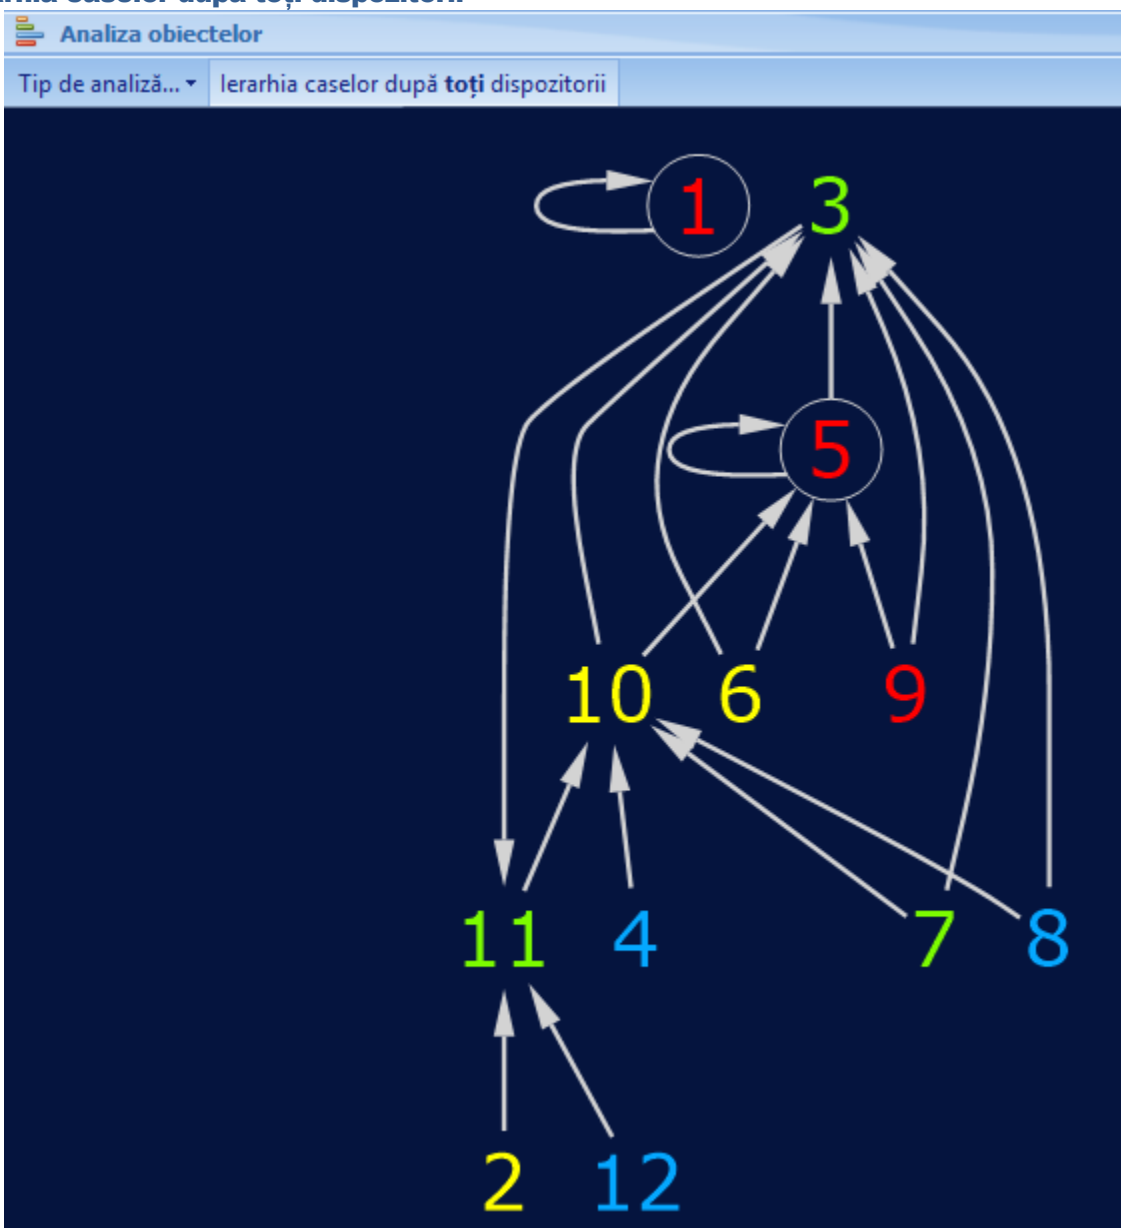 Analiza obiectelor
Tip de analiză... Ierarhia caselor după toți dispozitorii
1 3
5
10 6 9
11 4 7 8
2 12